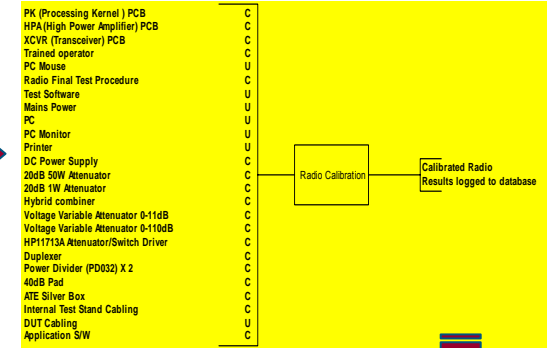 PK (Processing Kernel ) PCB C
HPA (High Power Amplifier) PCB C
XCVR (Transceiver) PCB C
Trained operator C
PC Mouse U
Radio Final Test Procedure C
Test Software U
Mains Power U
PC U
PC Monitor U
Printer U
DC Power Supply C
20dB 50W Attenuator C
20dB 1W Attenuator C
Hybrid combiner C
Voltage Variable Attenuator 0-11dB C
Voltage Variable Attenuator 0-110dB C
HP11713A Attenuator/Switch Driver C
Duplexer C
Power Divider (PD032) X 2 C
40dB Pad C
ATE Silver Box C
Internal Test Stand Cabling C
DUT Cabling U
Application S/W C
Radio Calibration
Calibrated Radio
Results logged to database